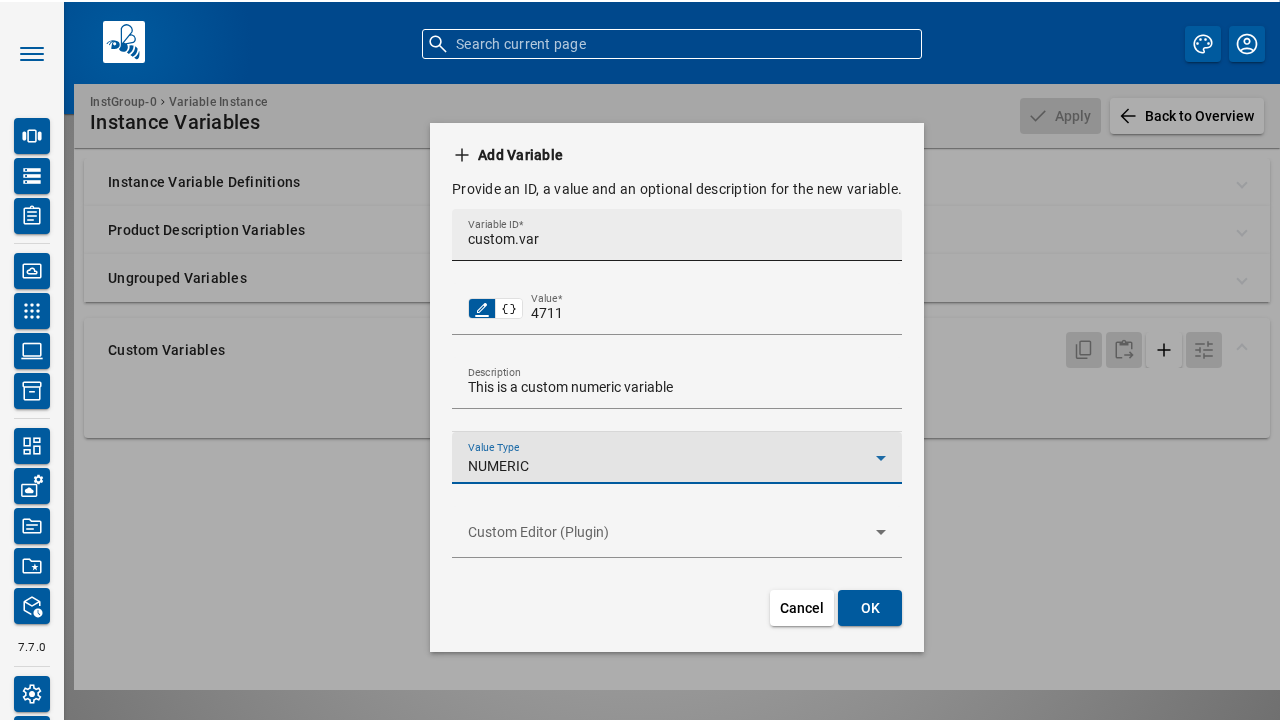 Search current page
InstGroup-0 › Variable Instance
Instance Variables
Apply
Back to Overview
Instance Variable Definitions
Product Description Variables
Ungrouped Variables
Custom Variables
Add Variable
Provide an ID, a value and an optional description for the new variable.
Variable ID*
custom.var
Value*
4711
Description
This is a custom numeric variable
Value Type
NUMERIC
Custom Editor (Plugin)
Cancel
OK
7.7.0